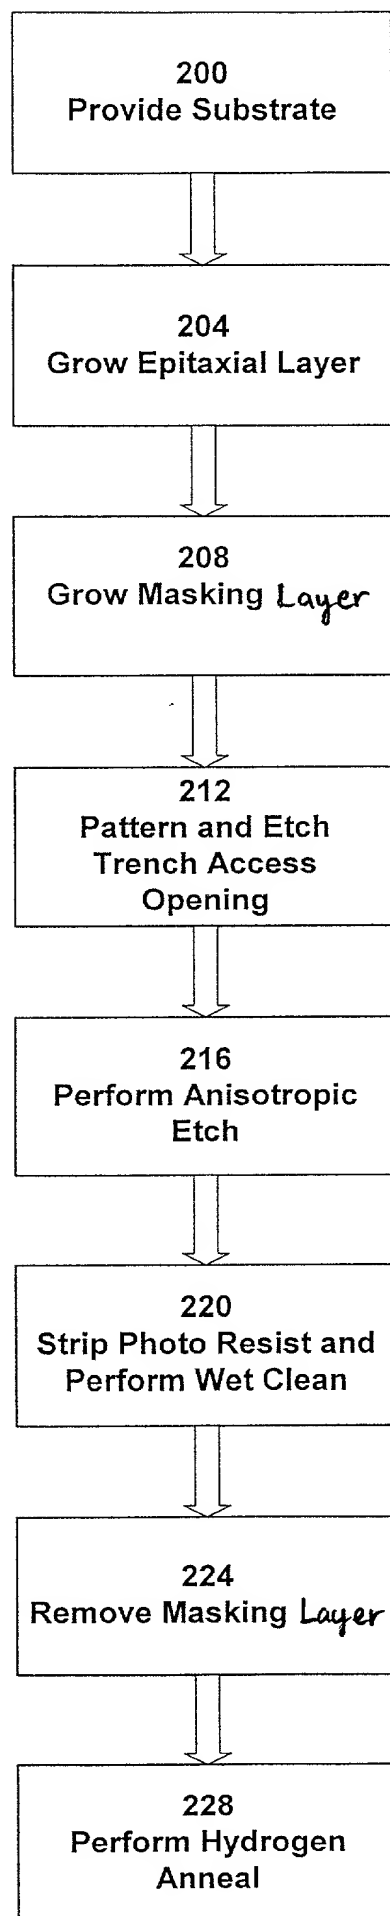 200
Provide Substrate
204
Grow Epitaxial Layer
208
Grow Masking Layer
212
Pattern and Etch
Trench Access
Opening
216
Perform Anisotropic
Etch
220
Strip Photo Resist and
Perform Wet Clean
224
Remove Masking Layer
228
Perform Hydrogen
Anneal